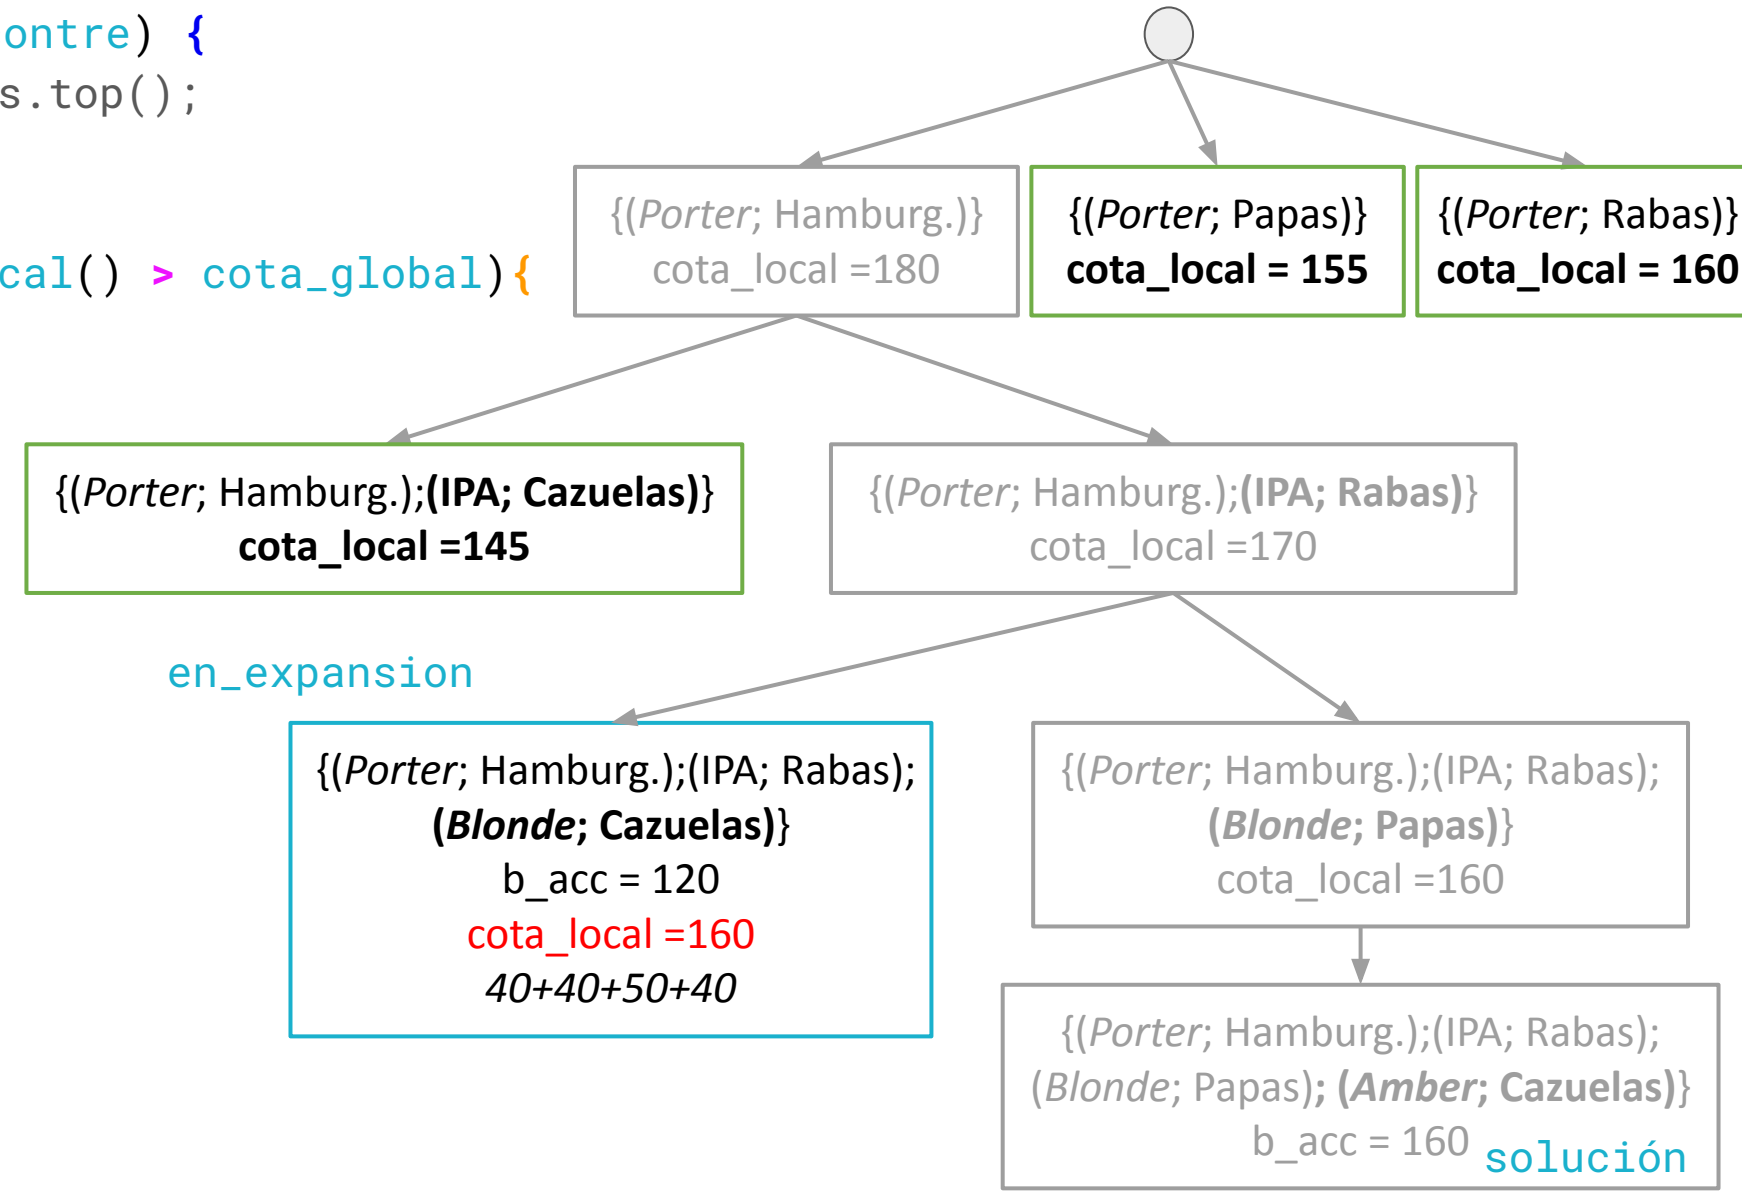 ontre) {
s.top();
cal() > cota_global){
{(Porter; Hamburg.)}
cota_local =180
{(Porter; Papas)}
cota_local = 155
{(Porter; Rabas)}
cota_local = 160
{(Porter; Hamburg.);(IPA; Cazuelas)}
cota_local =145
{(Porter; Hamburg.);(IPA; Rabas)}
cota_local =170
en_expansion
{(Porter; Hamburg.);(IPA; Rabas);
(Blonde; Cazuelas)}
b_acc = 120
cota_local =160
40+40+50+40
{(Porter; Hamburg.);(IPA; Rabas);
(Blonde; Papas)}
cota_local =160
{(Porter; Hamburg.);(IPA; Rabas);
(Blonde; Papas); (Amber; Cazuelas)}
b_acc = 160
solución